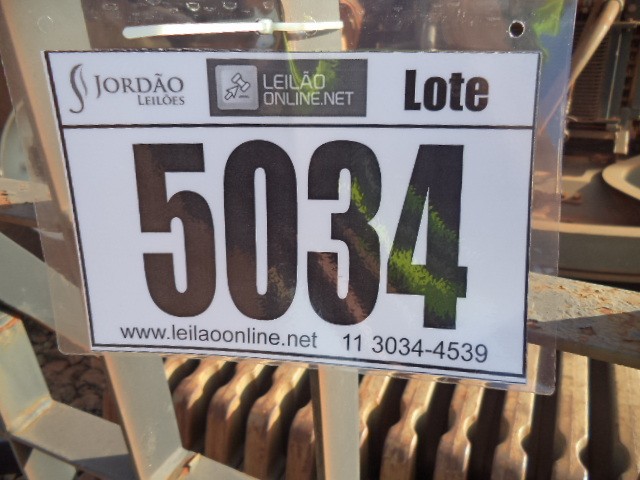 JORDÃO
LEILÕES
LEILÃO
ONLINE.NET
Lote
5034
www.leilaoonline.net 11 3034-4539